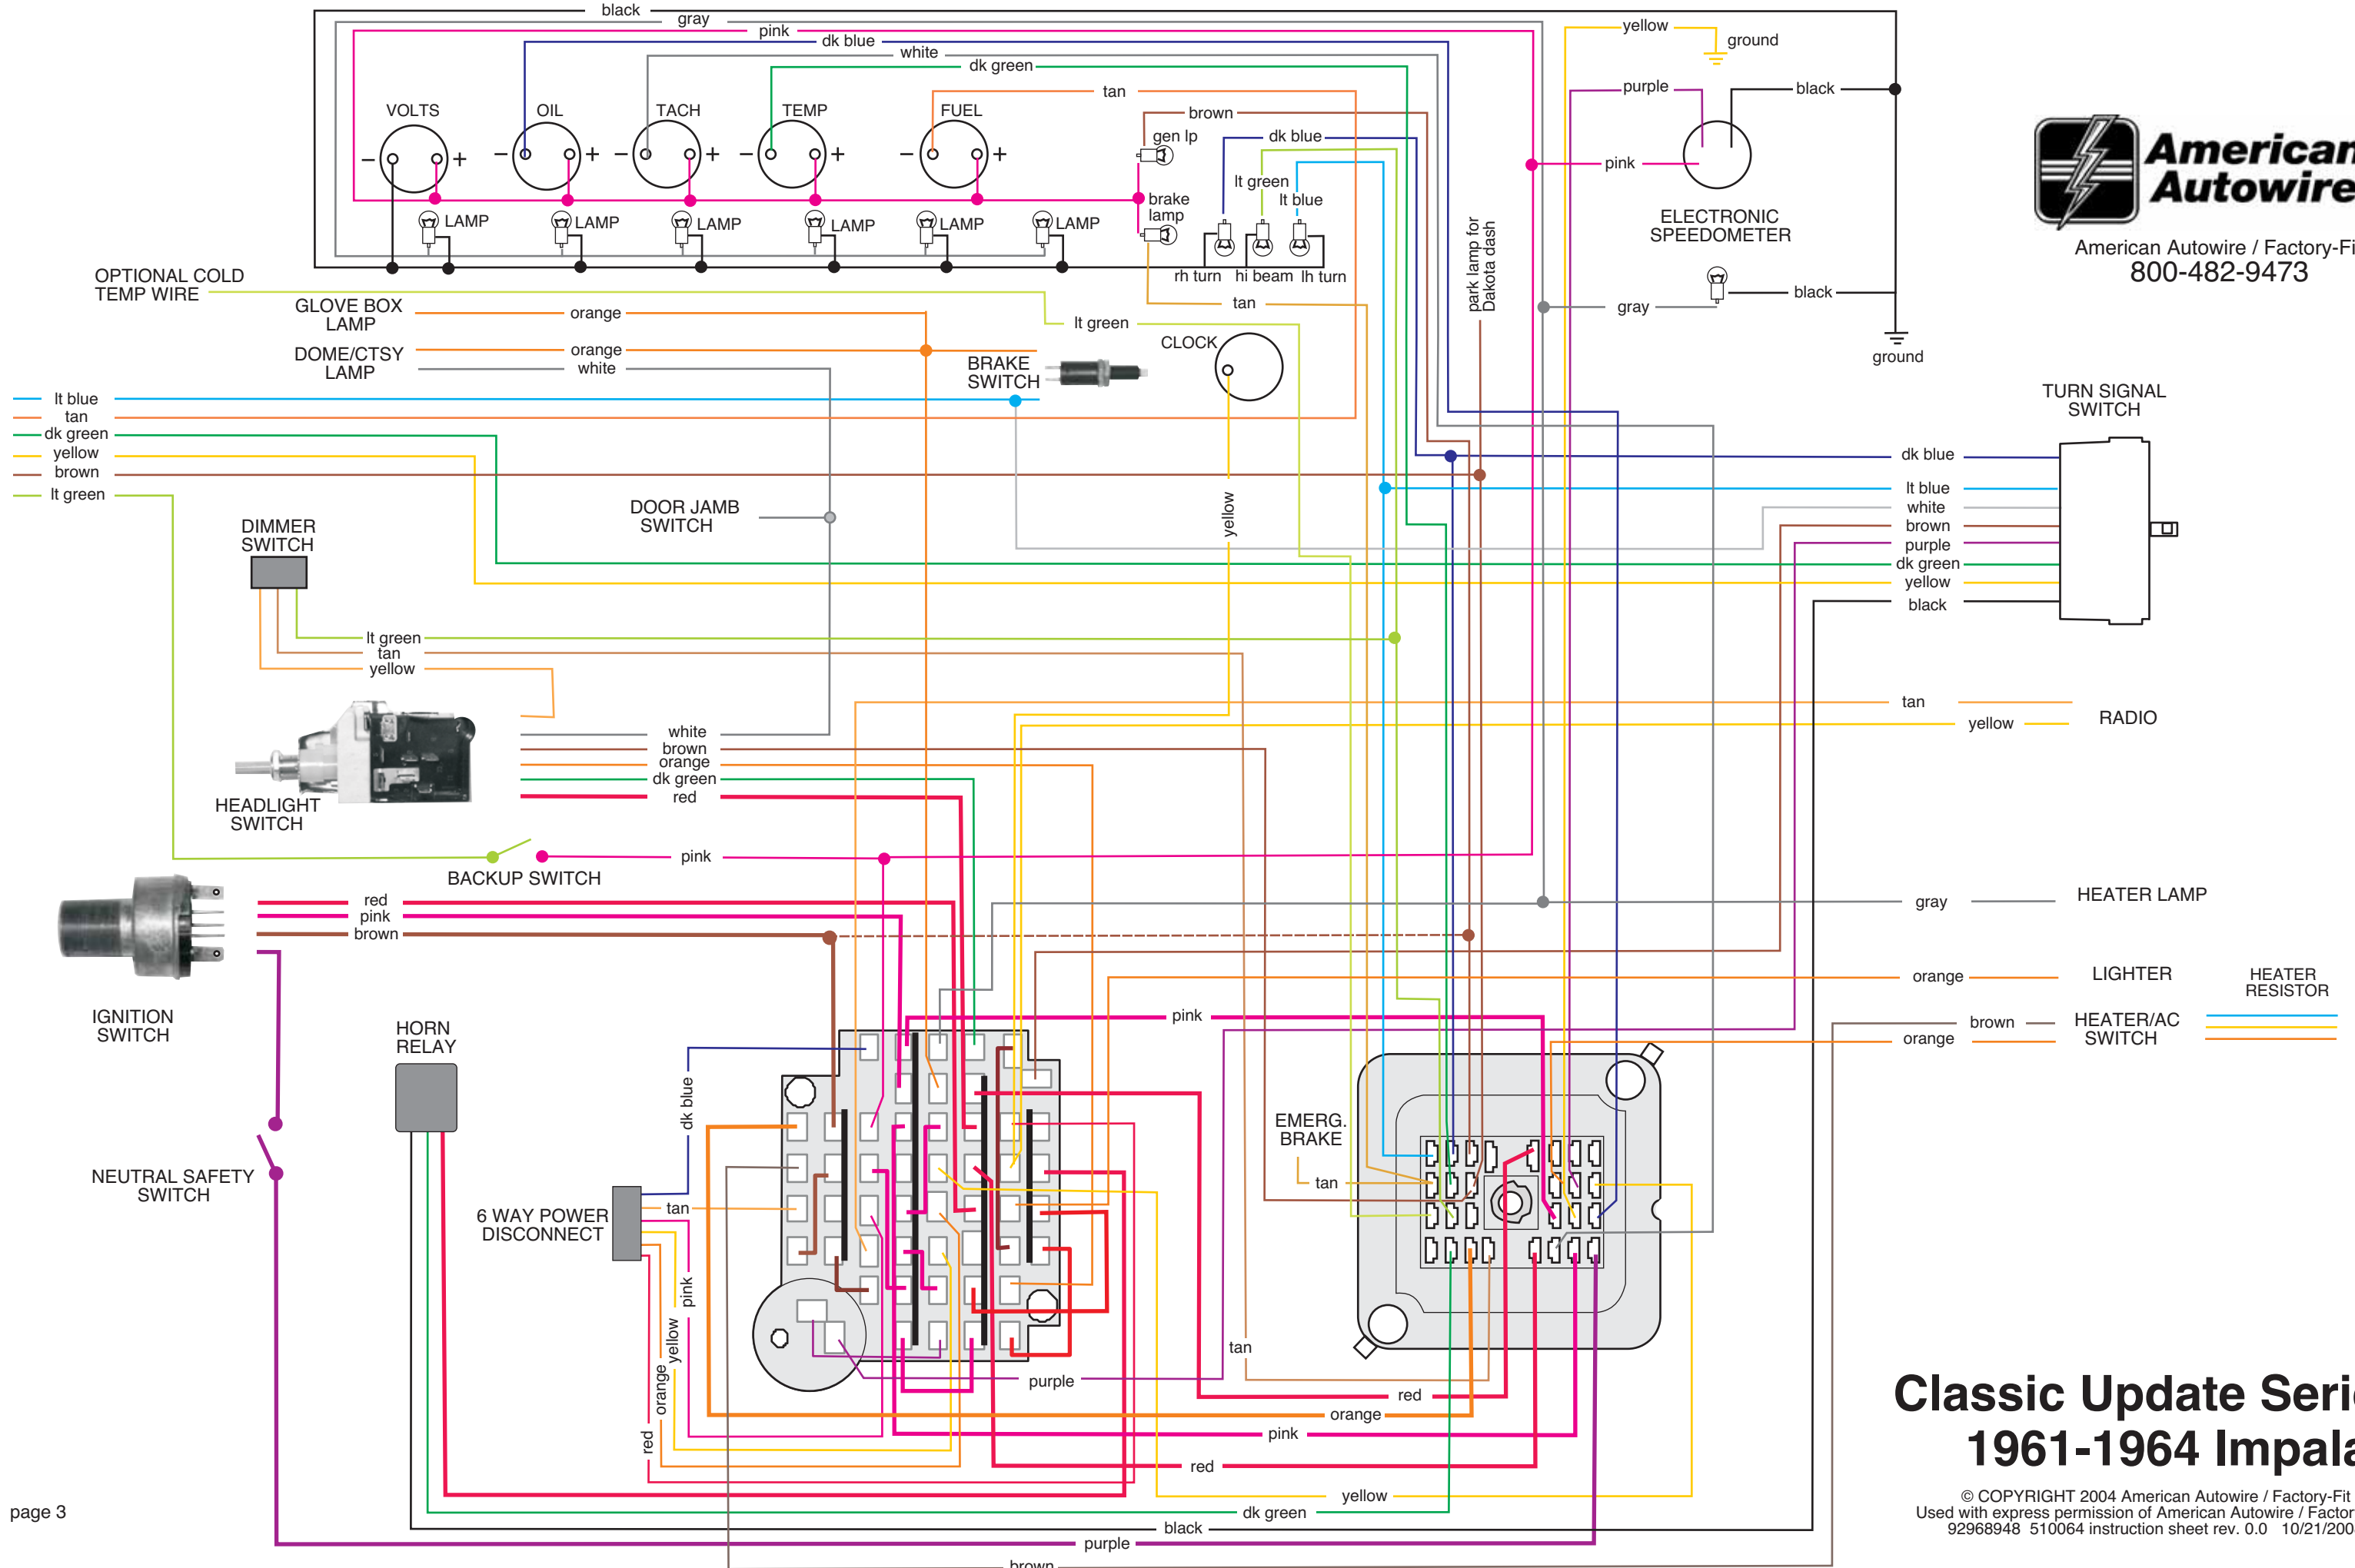 black
gray
pink
dk blue
white
dk green
tan
brown
dk blue
lt green
lt blue
yellow
ground
purple
black
pink
VOLTS
OIL
TACH
TEMP
FUEL
- +
- +
- +
- +
- +
gen lp
brake
lamp
LAMP
LAMP
LAMP
LAMP
LAMP
LAMP
rh turn
hi beam
lh turn
tan
park lamp for
Dakota dash
ELECTRONIC
SPEEDOMETER
gray
black
ground
American
Autowire
American Autowire / Factory-Fi
800-482-9473
OPTIONAL COLD
TEMP WIRE
lt green
GLOVE BOX
LAMP
orange
DOME/CTSY
LAMP
orange
white
BRAKE
SWITCH
CLOCK
yellow
lt blue
tan
dk green
yellow
brown
lt green
TURN SIGNAL
SWITCH
dk blue
lt blue
white
brown
purple
dk green
yellow
black
DOOR JAMB
SWITCH
DIMMER
SWITCH
lt green
tan
yellow
HEADLIGHT
SWITCH
white
brown
orange
dk green
red
tan
yellow
RADIO
BACKUP SWITCH
pink
IGNITION
SWITCH
red
pink
brown
gray
HEATER LAMP
orange
LIGHTER
HEATER
RESISTOR
brown
orange
HEATER/AC
SWITCH
HORN
RELAY
pink
dk blue
EMERG.
BRAKE
tan
NEUTRAL SAFETY
SWITCH
6 WAY POWER
DISCONNECT
tan
pink
yellow
orange
red
tan
purple
red
orange
pink
red
yellow
dk green
black
purple
brown
Classic Update Serie
1961-1964 Impala
© COPYRIGHT 2004 American Autowire / Factory-Fit
Used with express permission of American Autowire / Factor
92968948 510064 instruction sheet rev. 0.0 10/21/200
page 3